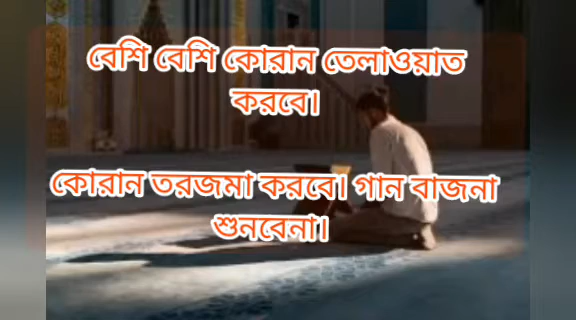 বেশি বেশি কোরান তেলাওয়াত
করবে।
কোরান তরজমা করবে। গান বাজনা
শুনবেনা।